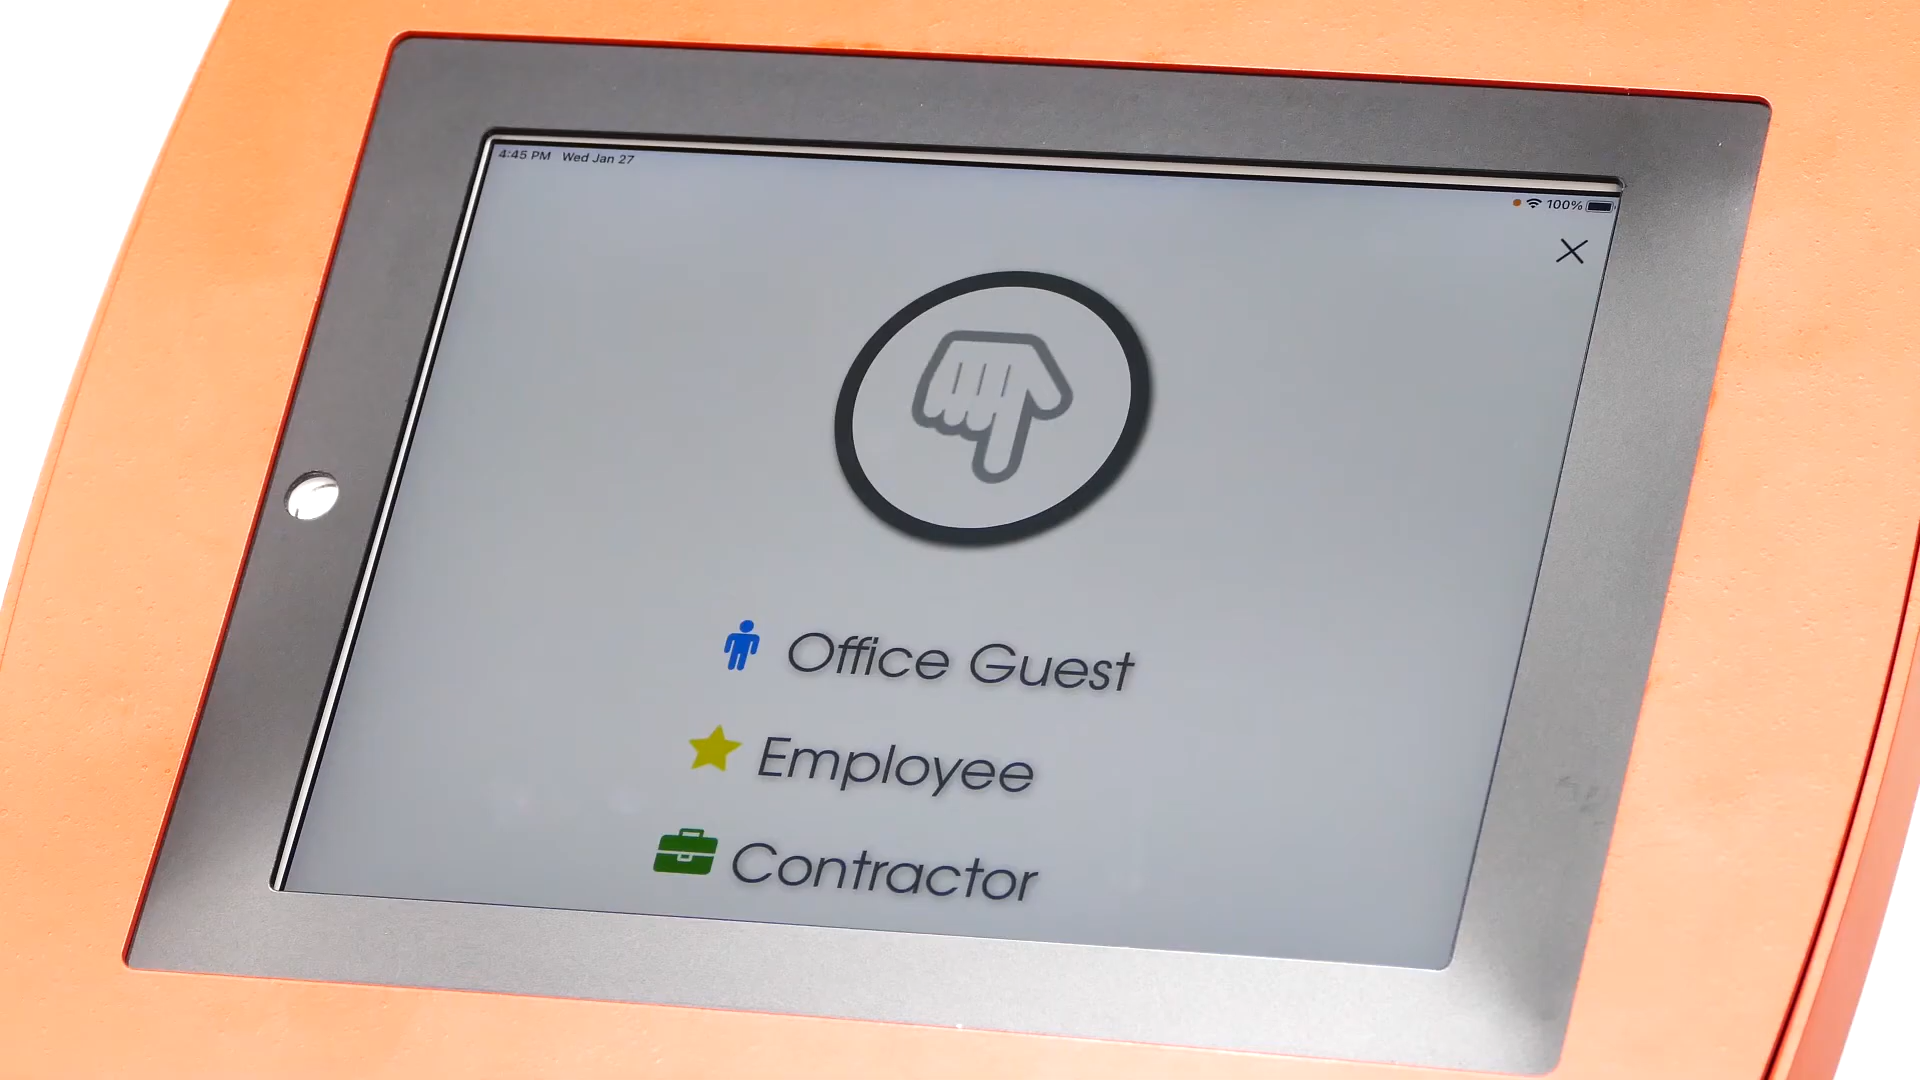 4:45 PM Wed Jan 27
100%
Office Guest
Employee
Contractor